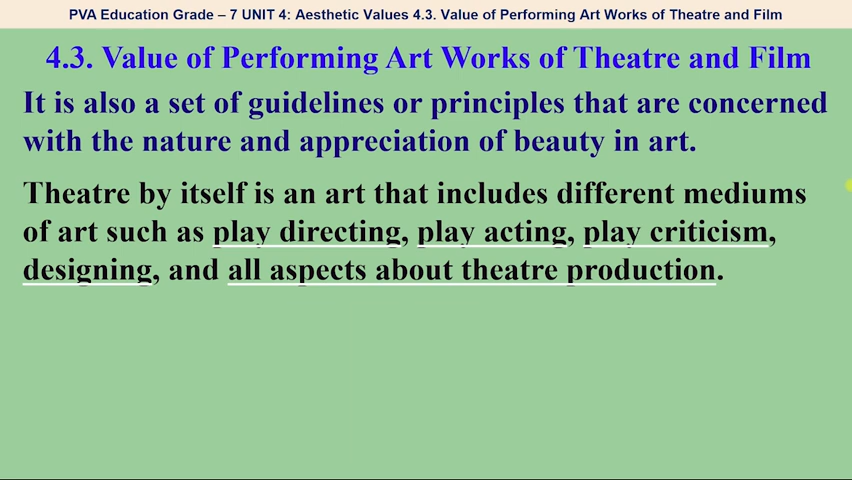 PVA Education Grade – 7 UNIT 4: Aesthetic Values 4.3. Value of Performing Art Works of Theatre and Film
4.3. Value of Performing Art Works of Theatre and Film
It is also a set of guidelines or principles that are concerned
with the nature and appreciation of beauty in art.
Theatre by itself is an art that includes different mediums
of art such as play directing, play acting, play criticism,
designing, and all aspects about theatre production.